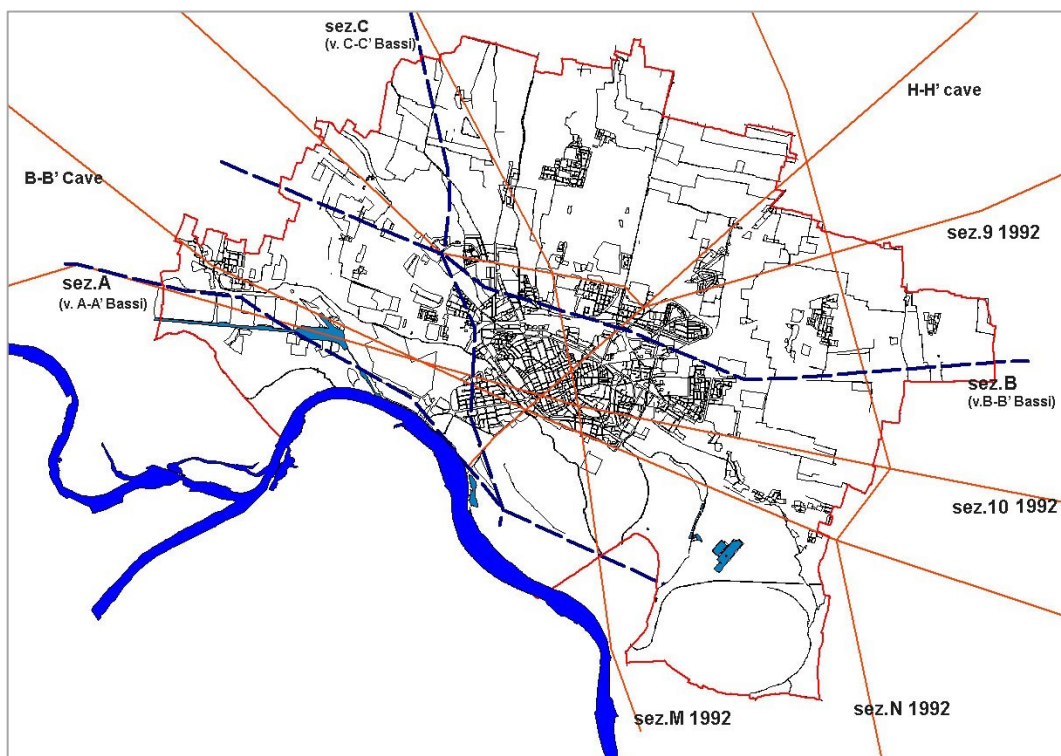 sez.C
(v. C-C' Bassi)
H-H' cave
B-B' Cave
sez.9 1992
sez.A
(v. A-A' Bassi)
sez.B
(v.B-B' Bassi)
sez.10 1992
sez.M 1992
sez.N 1992